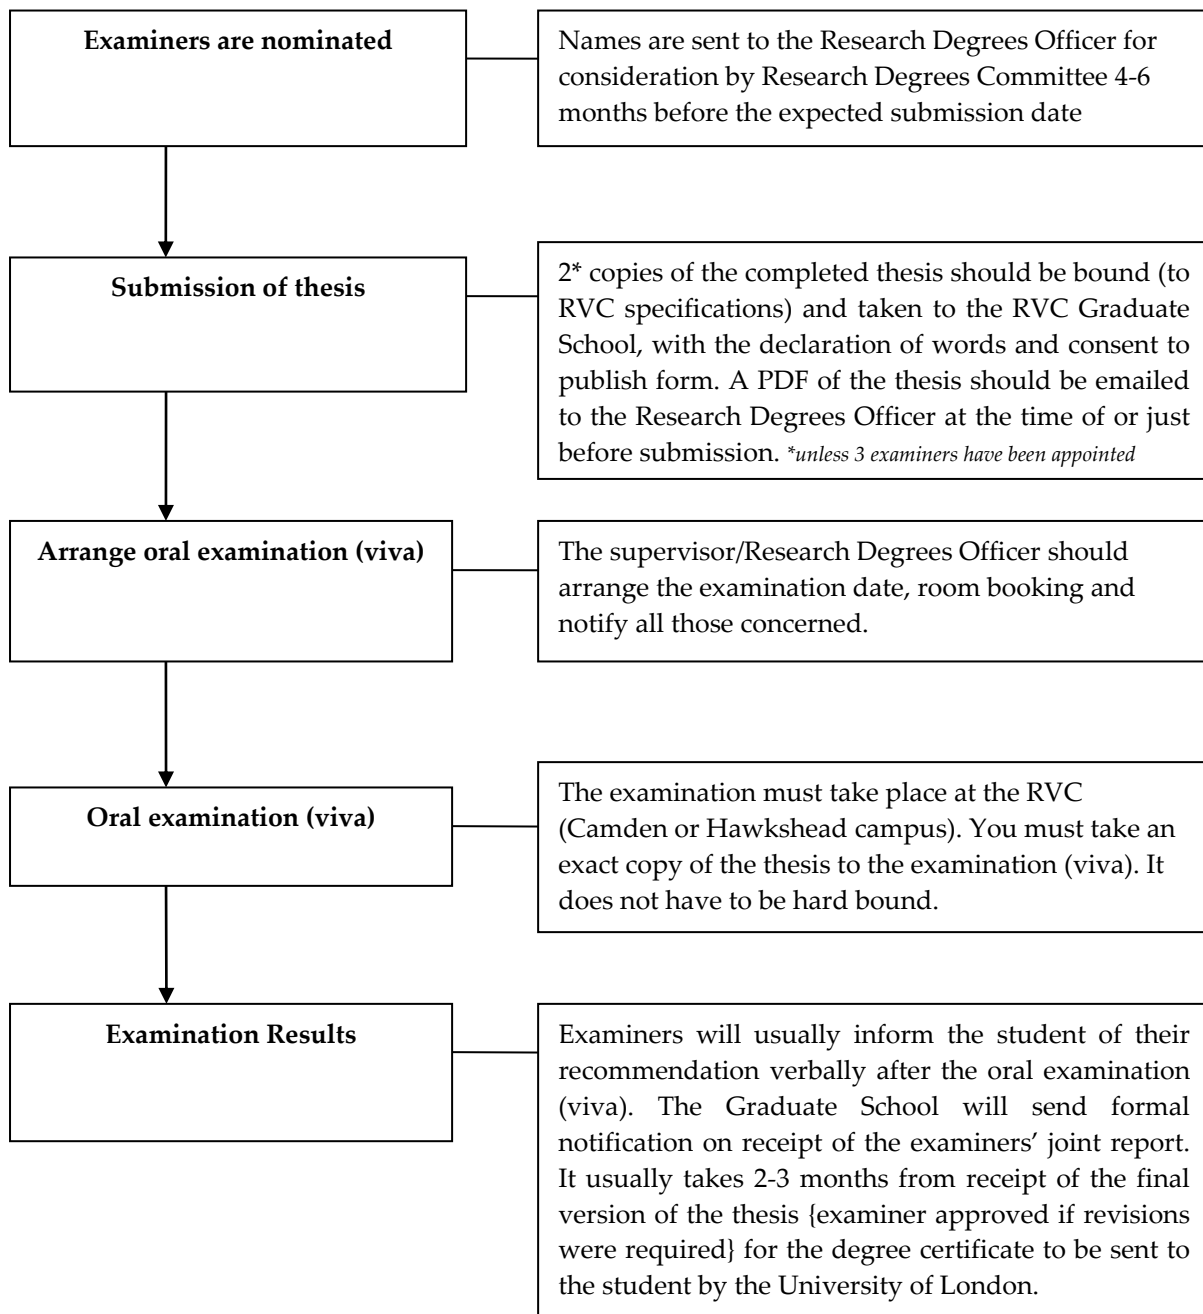 Examiners are nominated
Names are sent to the Research Degrees Officer for
consideration by Research Degrees Committee 4-6
months before the expected submission date
Submission of thesis
2* copies of the completed thesis should be bound (to
RVC specifications) and taken to the RVC Graduate
School, with the declaration of words and consent to
publish form. A PDF of the thesis should be emailed
to the Research Degrees Officer at the time of or just
before submission. *unless 3 examiners have been appointed
Arrange oral examination (viva)
The supervisor/Research Degrees Officer should
arrange the examination date, room booking and
notify all those concerned.
Oral examination (viva)
The examination must take place at the RVC
(Camden or Hawkshead campus). You must take an
exact copy of the thesis to the examination (viva). It
does not have to be hard bound.
Examination Results
Examiners will usually inform the student of their
recommendation verbally after the oral examination
(viva). The Graduate School will send formal
notification on receipt of the examiners’ joint report.
It usually takes 2-3 months from receipt of the final
version of the thesis {examiner approved if revisions
were required} for the degree certificate to be sent to
the student by the University of London.